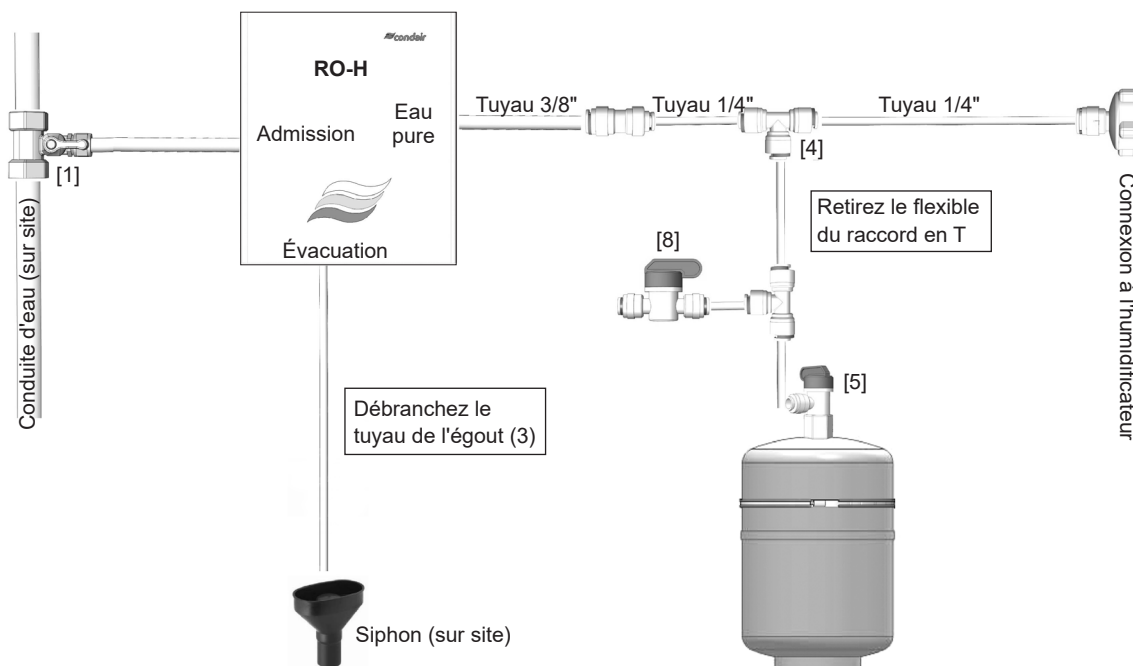 condair
RO-H
Admission
Eau
pure
Évacuation
Tuyau 3/8"
Tuyau 1/4"
Tuyau 1/4"
[1]
[4]
Retirez le flexible
du raccord en T
[8]
[5]
Débranchez le
tuyau de l'égout (3)
Siphon (sur site)
Conduite d'eau (sur site)
Connexion à l'humidificateur